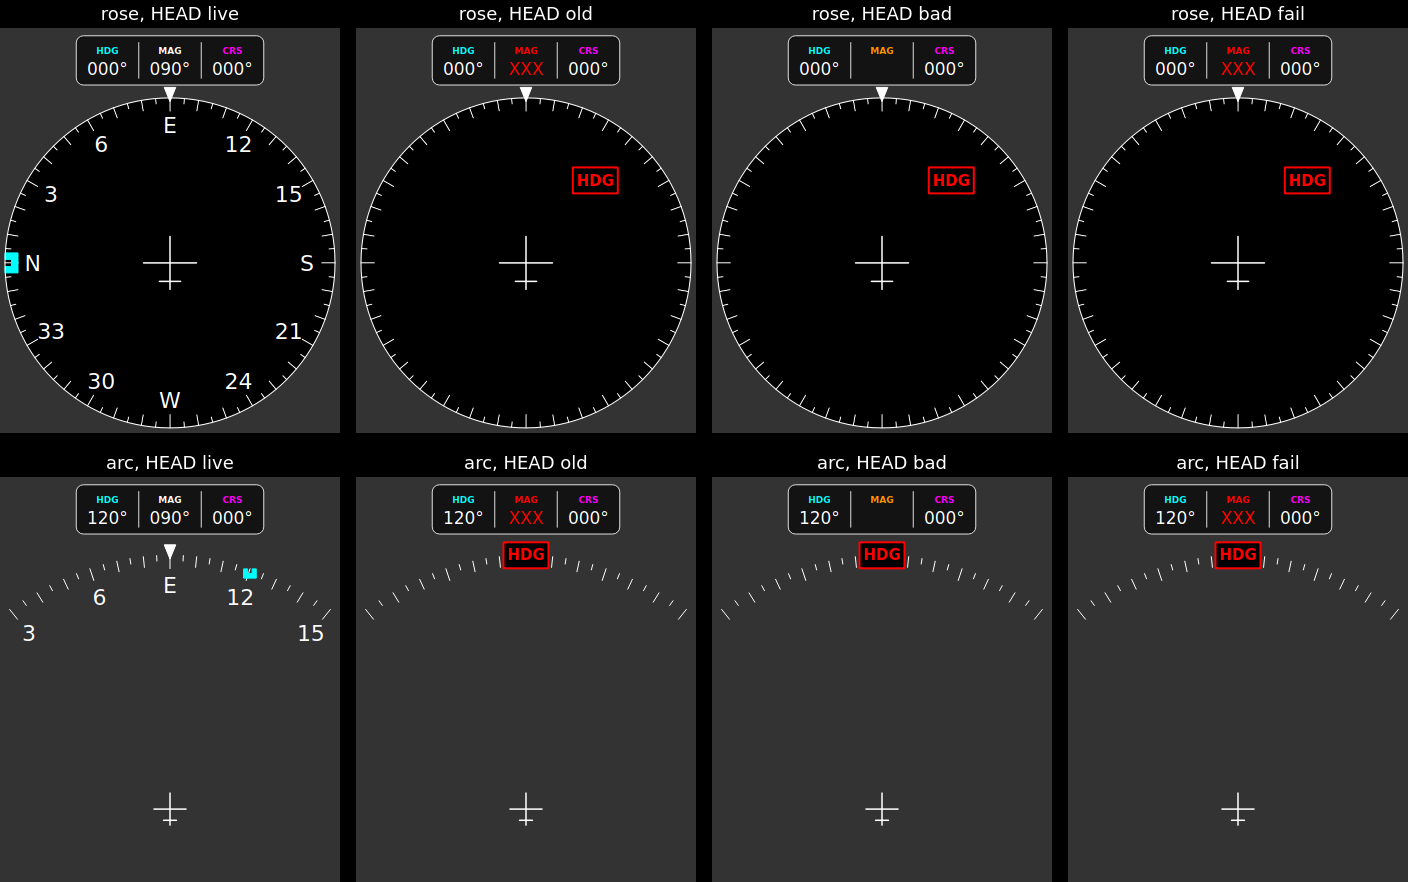 rose, HEAD live
HDG MAG CRS
000° 090° 000°
E
6 12
3 15
N S
33 21
30 24
W
rose, HEAD old
HDG MAG CRS
000° XXX 000°
HDG
rose, HEAD bad
HDG MAG CRS
000° 000°
HDG
rose, HEAD fail
HDG MAG CRS
000° XXX 000°
HDG
arc, HEAD live
HDG MAG CRS
120° 090° 000°
E
6 12
3 15
arc, HEAD old
HDG MAG CRS
120° XXX 000°
HDG
arc, HEAD bad
HDG MAG CRS
120° 000°
HDG
arc, HEAD fail
HDG MAG CRS
120° XXX 000°
HDG